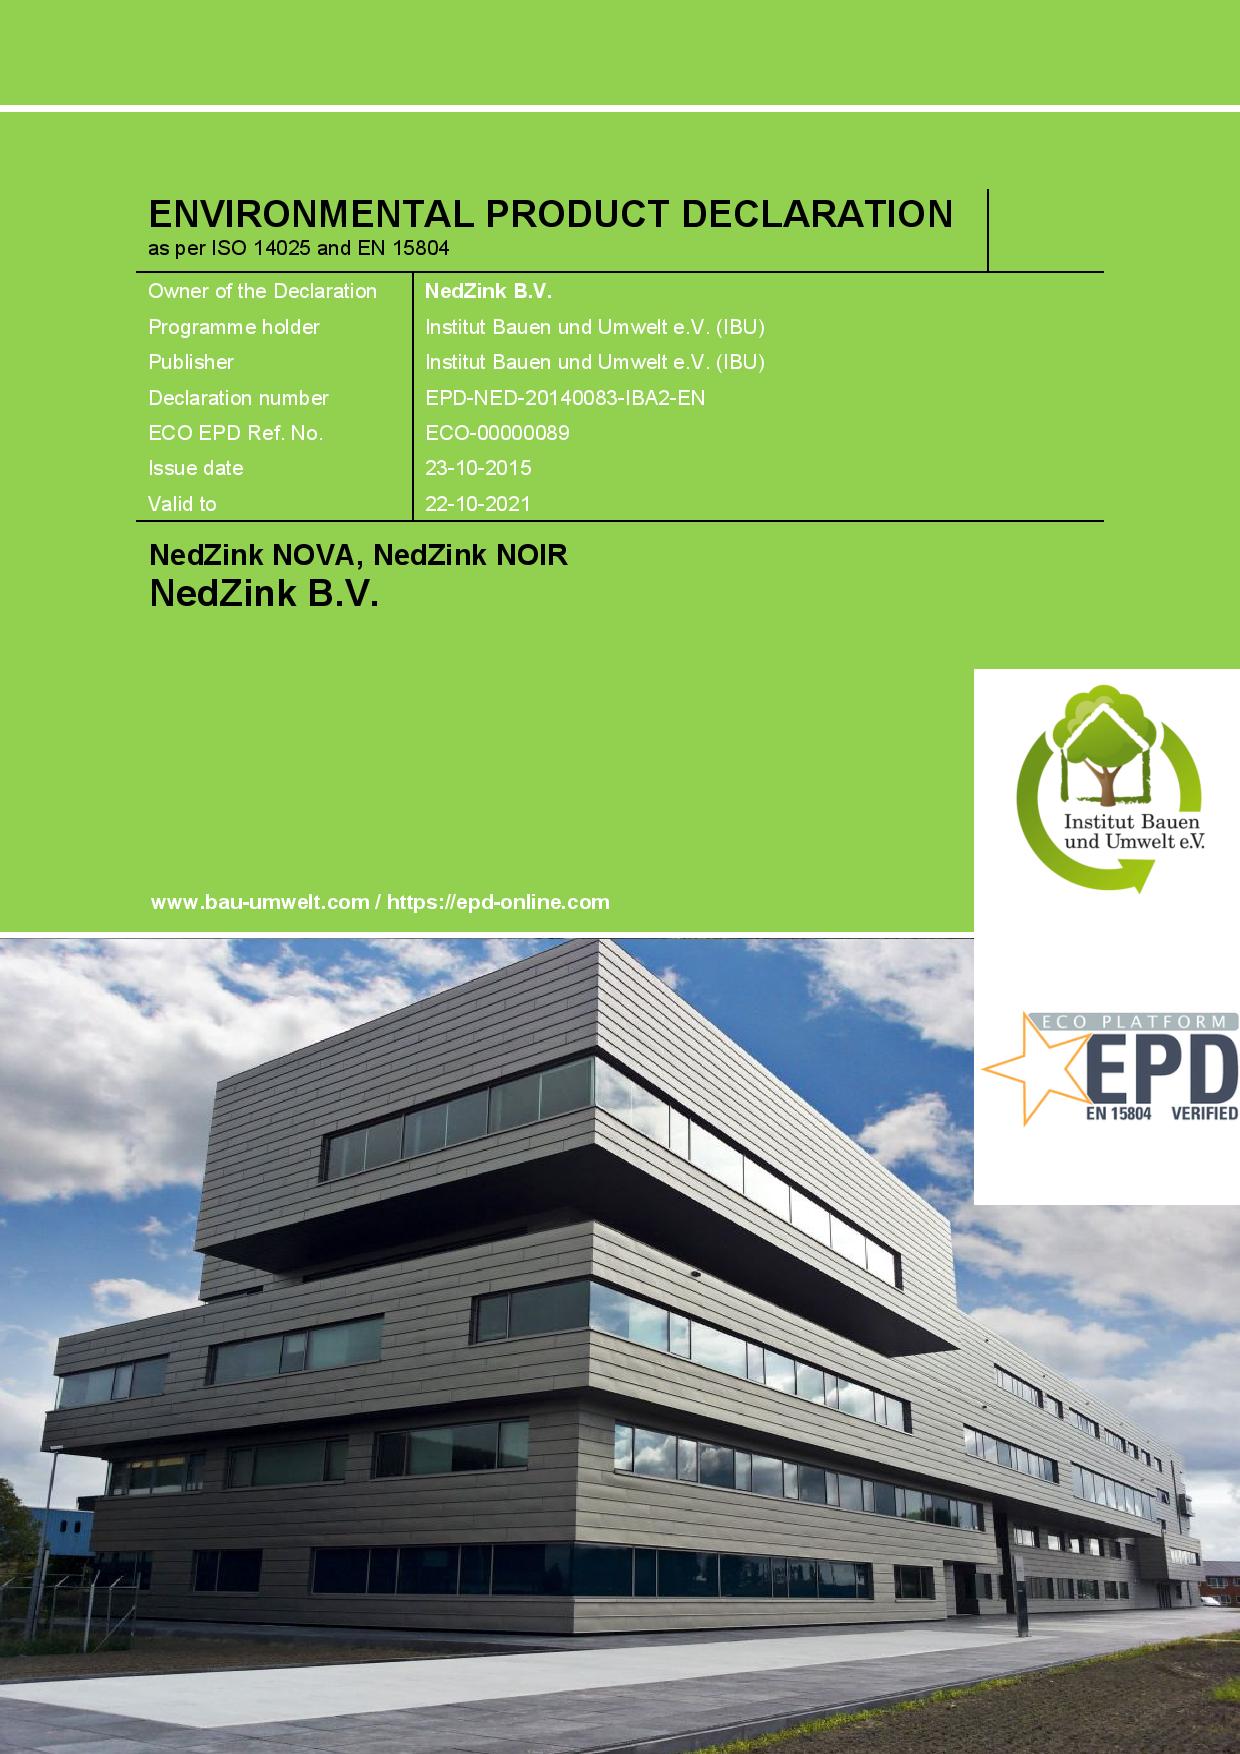 ENVIRONMENTAL PRODUCT DECLARATION
as per ISO 14025 and EN 15804
Owner of the Declaration NedZink B.V.
Programme holder Institut Bauen und Umwelt e.V. (IBU)
Publisher Institut Bauen und Umwelt e.V. (IBU)
Declaration number EPD-NED-20140083-IBA2-EN
ECO EPD Ref. No. ECO-00000089
Issue date 23-10-2015
Valid to 22-10-2021
NedZink NOVA, NedZink NOIR
NedZink B.V.
Institut Bauen
und Umwelt e.V.
www.bau-umwelt.com / https://epd-online.com
ECO PLATFORM
EPD
EN 15804 VERIFIED